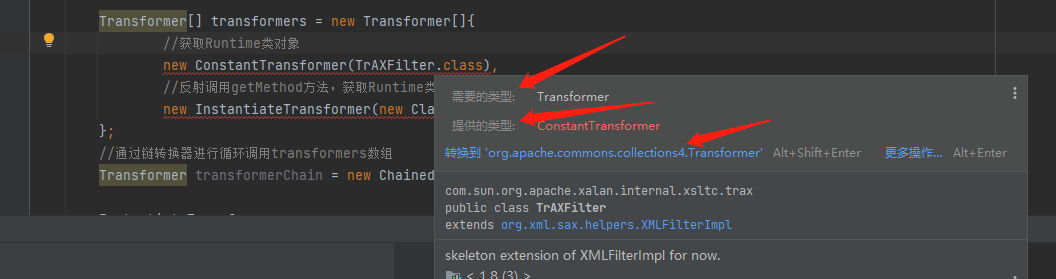 Transformer[] transformers = new Transformer[]{
//获取Runtime类对象
new ConstantTransformer(TrAXFilter.class),
//反射调用getMethod方法，获取Runtime类
new InstantiateTransformer(new Cla
};
//通过链转换器进行循环调用transformers数组
Transformer transformerChain = new Chained
需要的类型: Transformer
提供的类型: ConstantTransformer
转换到 'org.apache.commons.collections4.Transformer' Alt+Shift+Enter 更多操作... Alt+Enter
com.sun.org.apache.xalan.internal.xsltc.trax
public class TrAXFilter
extends org.xml.sax.helpers.XMLFilterImpl
skeleton extension of XMLFilterImpl for now.
< 1.8 (3) >